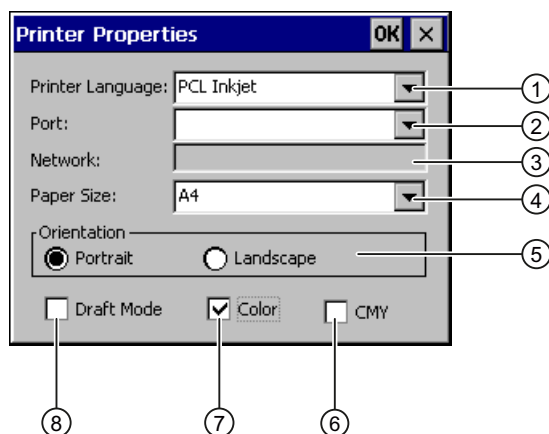 Printer Properties OK ×
Printer Language: PCL Inkjet 1
Port: 2
Network: 3
Paper Size: A4 4
Orientation
Portrait Landscape 5
Draft Mode Color CMY
8 7 6